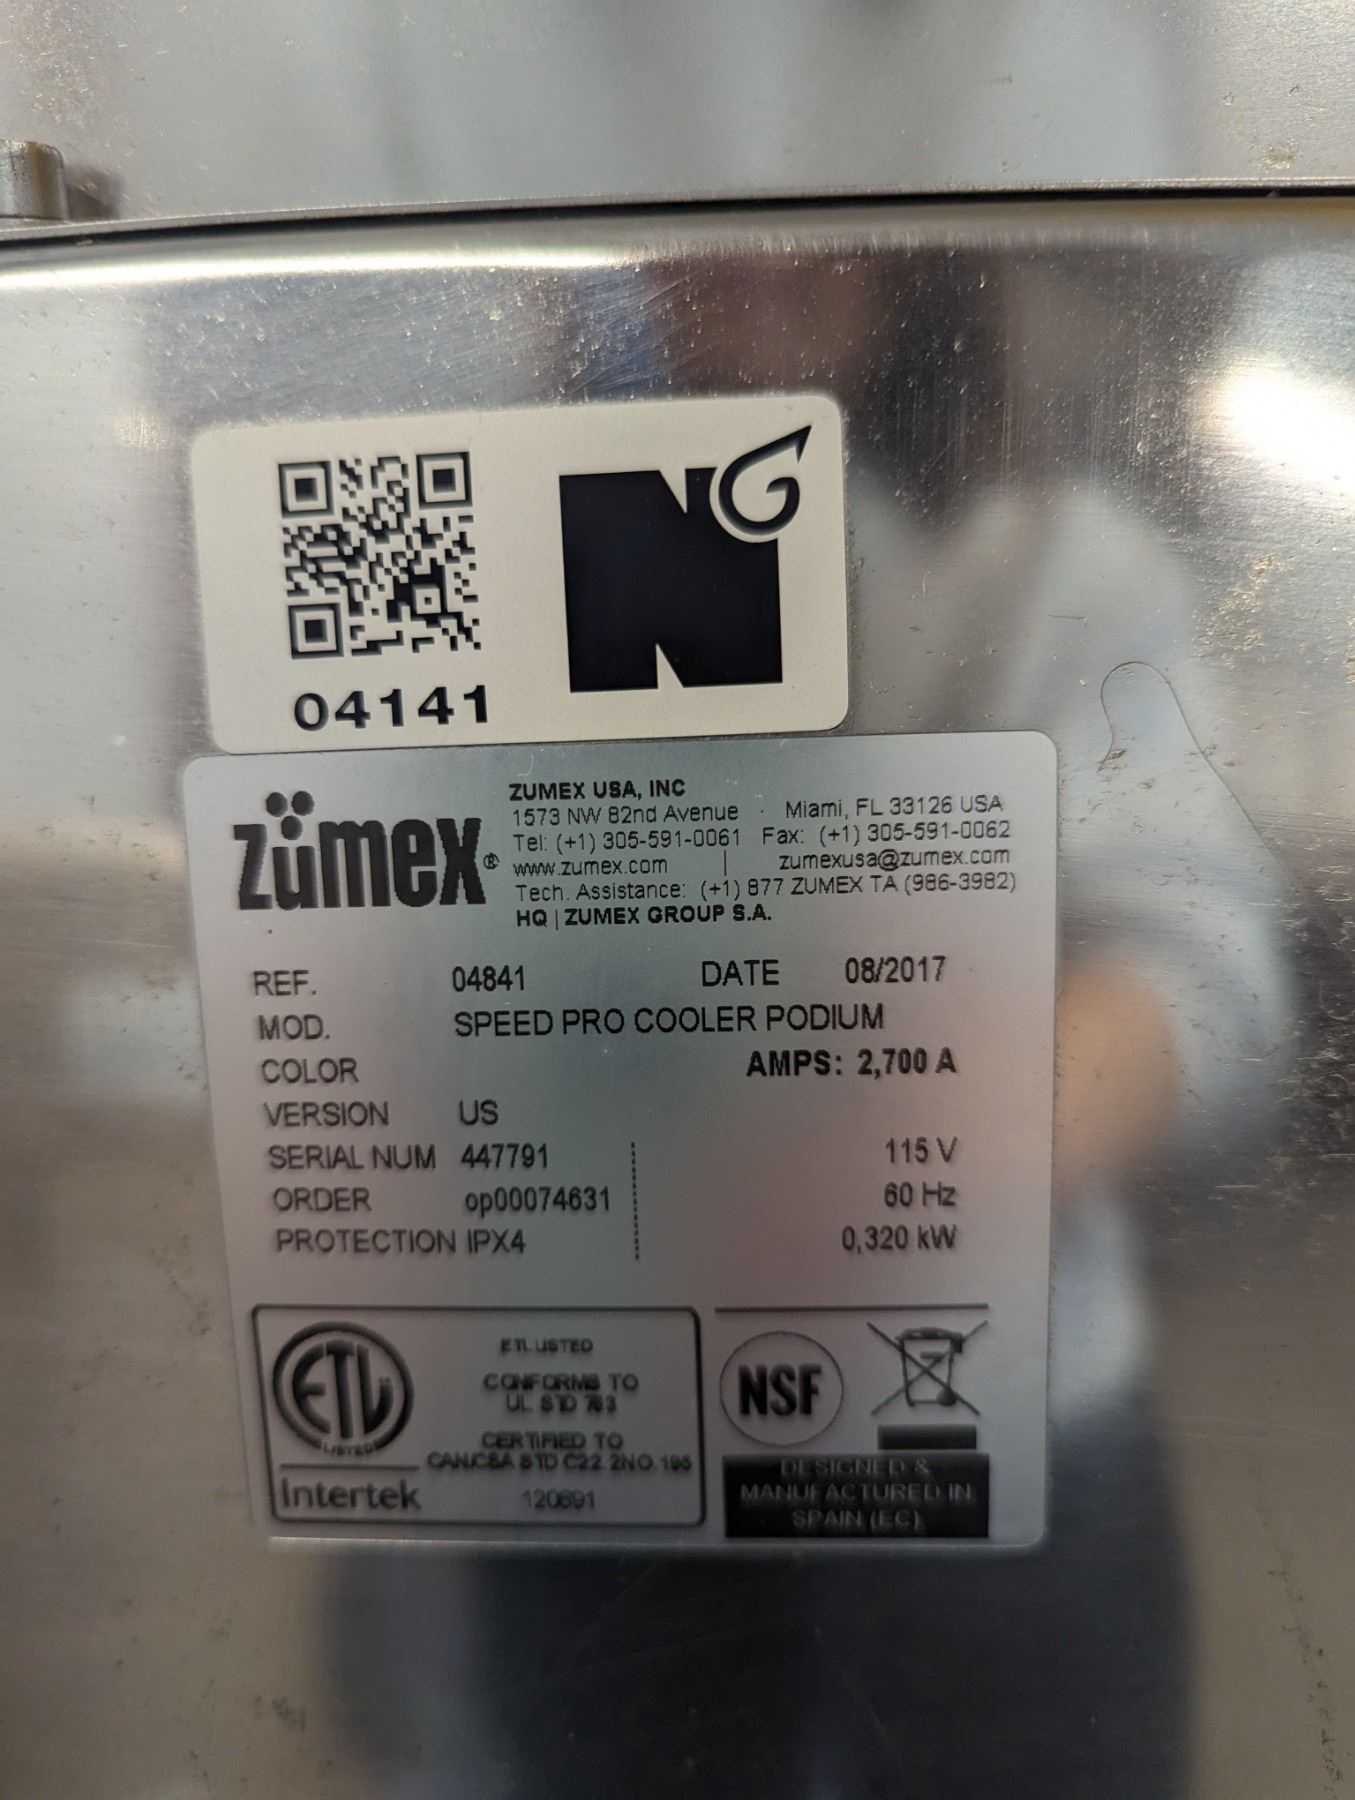 04141
NG
zümex®
ZUMEX USA, INC
1573 NW 82nd Avenue · Miami, FL 33126 USA
Tel: (+1) 305-591-0061 Fax: (+1) 305-591-0062
www.zumex.com | zumexusa@zumex.com
Tech. Assistance: (+1) 877 ZUMEX TA (986-3982)
HQ | ZUMEX GROUP S.A.
REF. 04841 DATE 08/2017
MOD. SPEED PRO COOLER PODIUM
COLOR AMPS: 2,700 A
VERSION US
SERIAL NUM 447791 115 V
ORDER op00074631 60 Hz
PROTECTION IPX4 0,320 kW
ETL
LISTED
Intertek
ETL LISTED
CONFORMS TO
UL STD 763
CERTIFIED TO
CAN/CSA STD C22.2NO.195
120691
NSF
DESIGNED &
MANUFACTURED IN
SPAIN (EC)